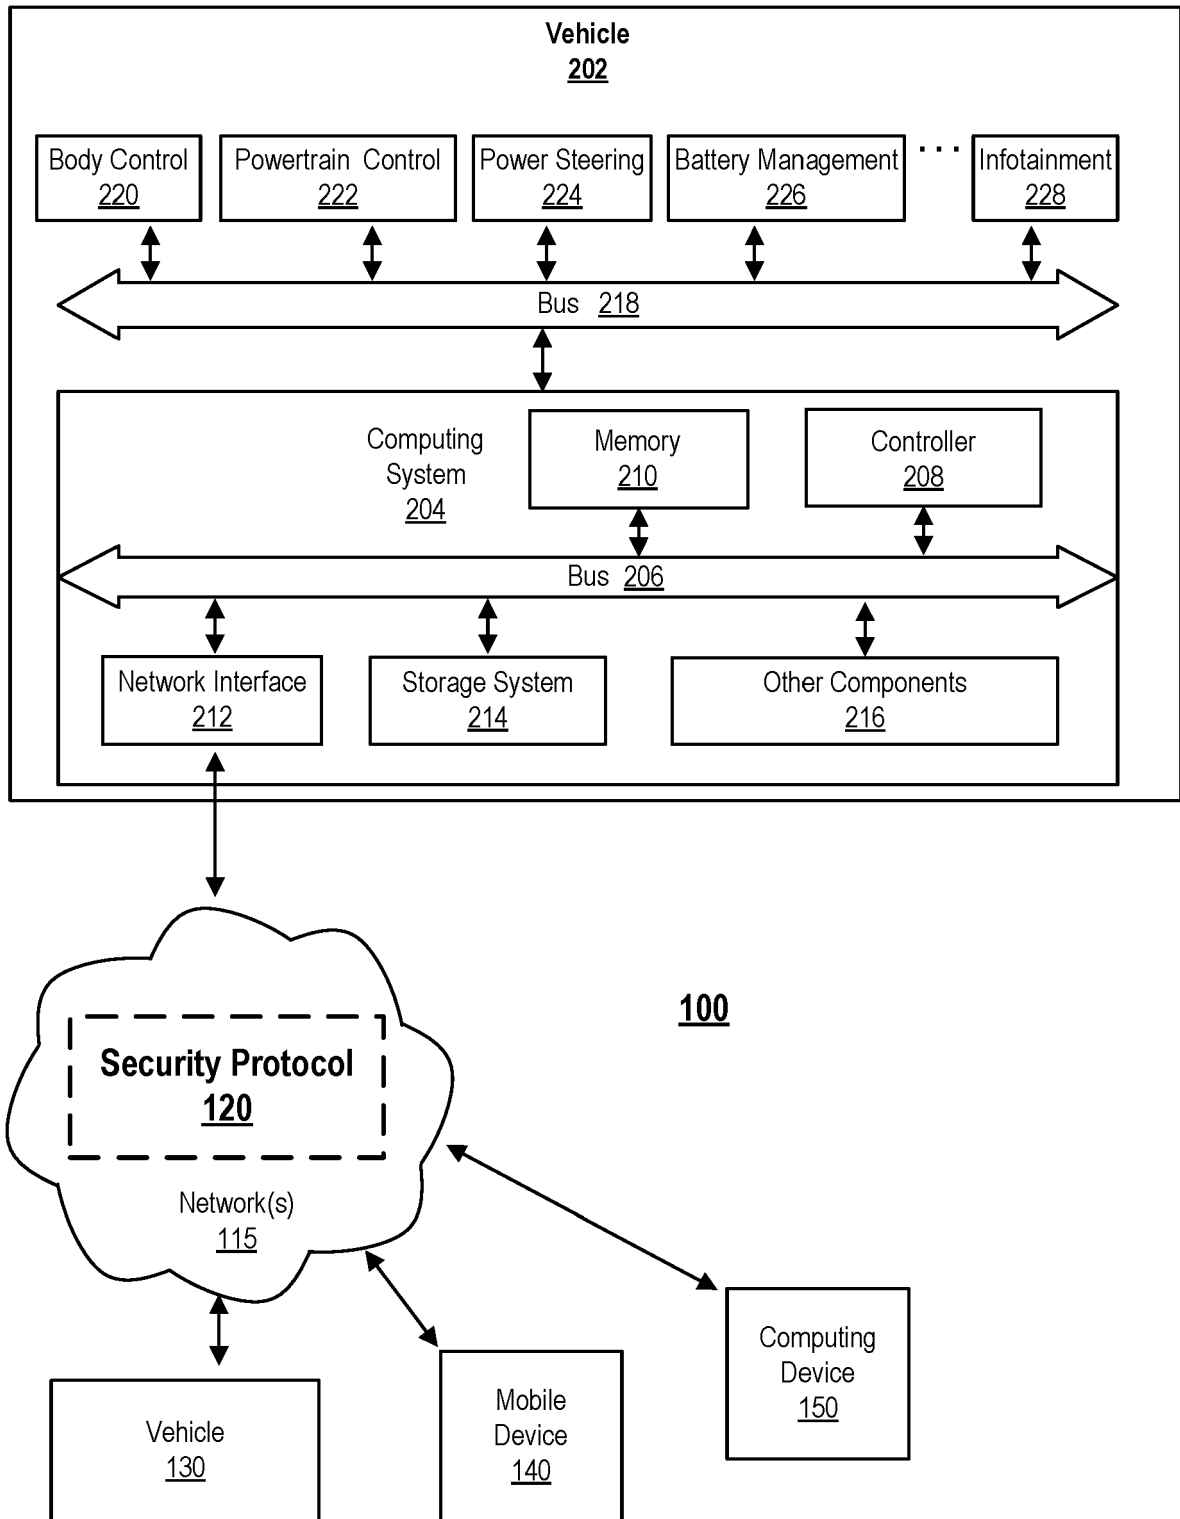 Vehicle
202
Body Control
220
Powertrain Control
222
Power Steering
224
Battery Management
226
...
Infotainment
228
Bus 218
Computing
System
204
Memory
210
Controller
208
Bus 206
Network Interface
212
Storage System
214
Other Components
216
100
Security Protocol
120
Network(s)
115
Vehicle
130
Mobile
Device
140
Computing
Device
150